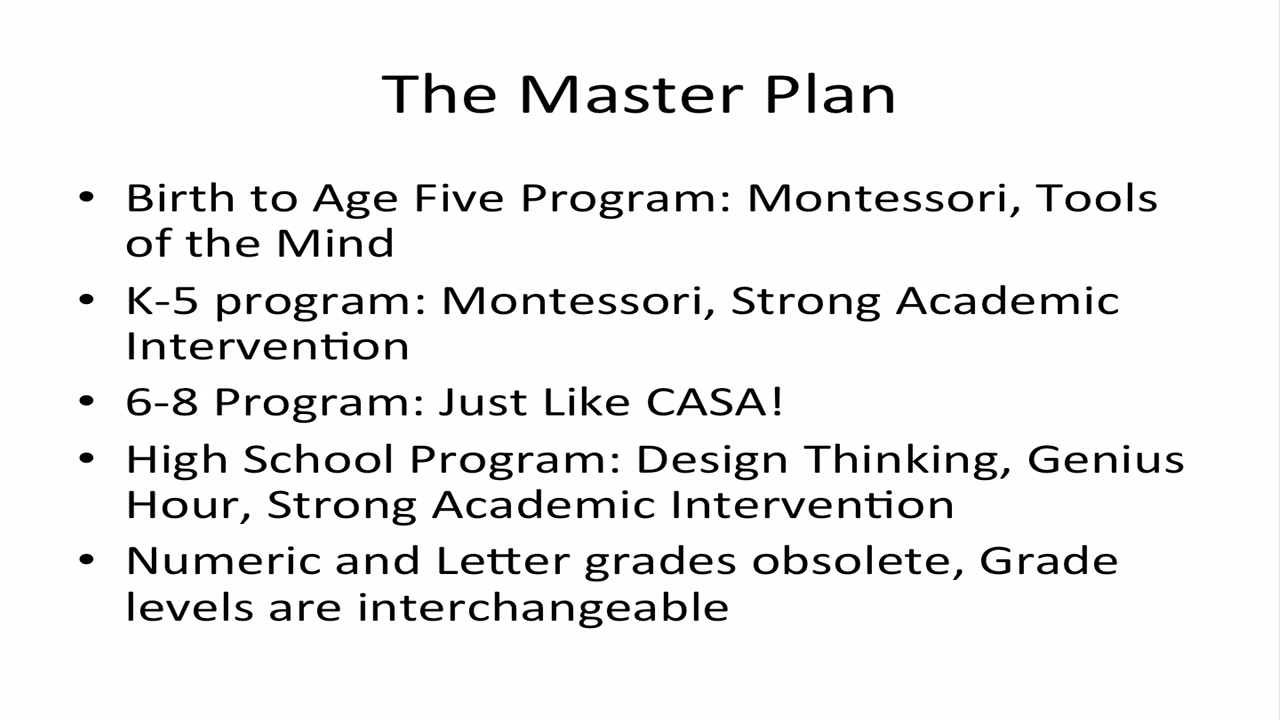 The Master Plan
• Birth to Age Five Program: Montessori, Tools
of the Mind
• K-5 program: Montessori, Strong Academic
Intervention
• 6-8 Program: Just Like CASA!
• High School Program: Design Thinking, Genius
Hour, Strong Academic Intervention
• Numeric and Letter grades obsolete, Grade
levels are interchangeable